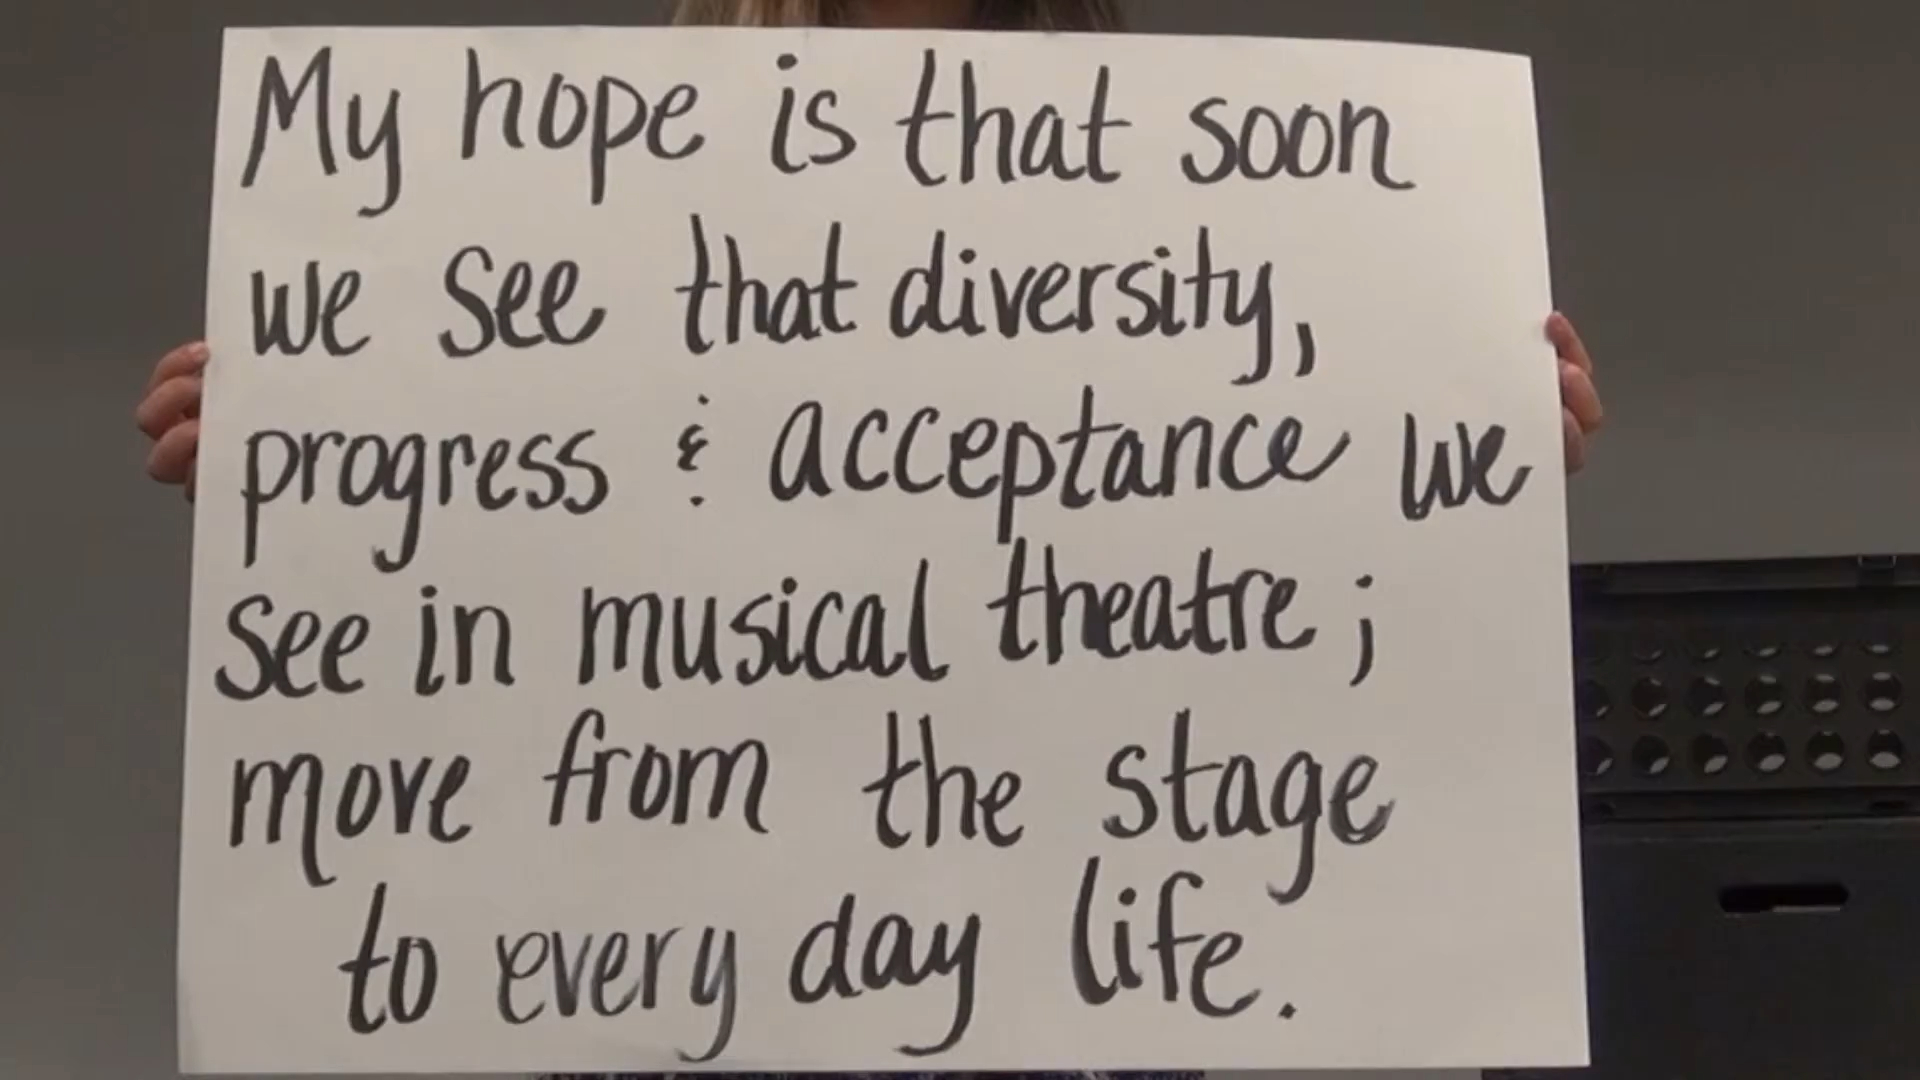 My hope is that soon
we see that diversity,
progress & acceptance we
see in musical theatre;
move from the stage
to every day life.